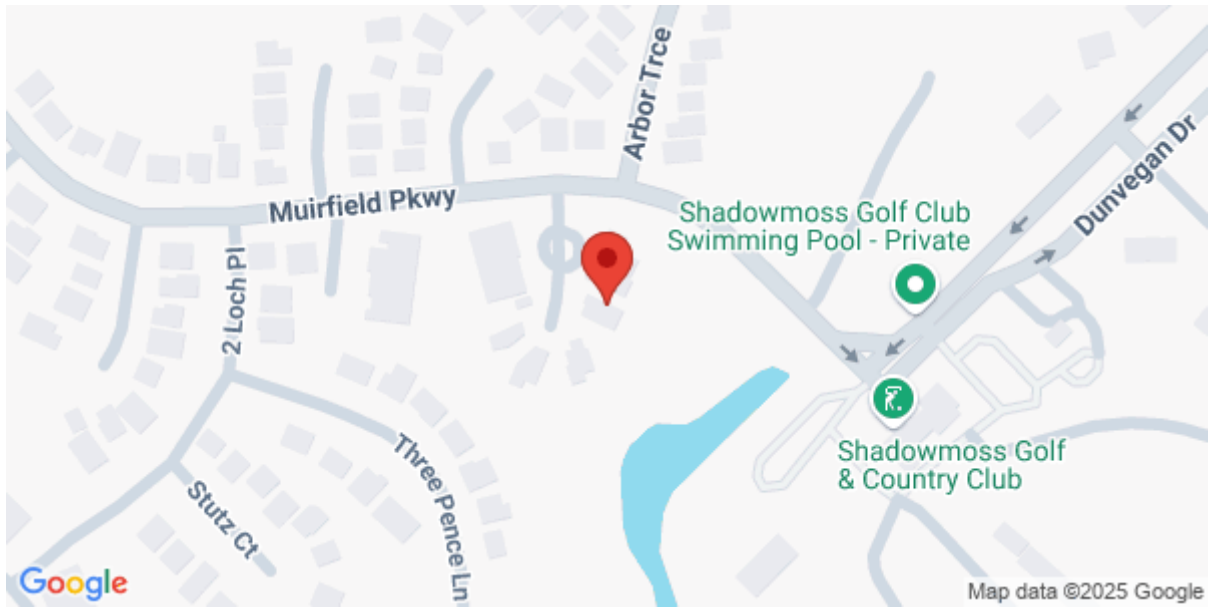 Arbor Trce
Muirfield Pkwy
Shadowmoss Golf Club
Swimming Pool - Private
Dunvegan Dr
2 Loch Pl
Shadowmoss Golf
& Country Club
Three Pence Ln
Stutz Ct
Google
Map data ©2025 Google